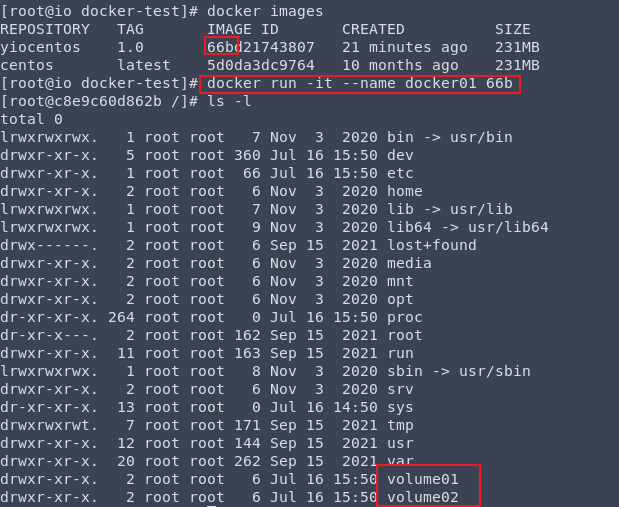 [root@io docker-test]# docker images
REPOSITORY   TAG       IMAGE ID       CREATED          SIZE
yiocentos    1.0       66bd21743807   21 minutes ago   231MB
centos       latest    5d0da3dc9764   10 months ago    231MB
[root@io docker-test]# docker run -it --name docker01 66b
[root@c8e9c60d862b /]# ls -l
total 0
lrwxrwxrwx.   1 root root   7 Nov  3  2020 bin -> usr/bin
drwxr-xr-x.   5 root root 360 Jul 16 15:50 dev
drwxr-xr-x.   1 root root  66 Jul 16 15:50 etc
drwxr-xr-x.   2 root root   6 Nov  3  2020 home
lrwxrwxrwx.   1 root root   7 Nov  3  2020 lib -> usr/lib
lrwxrwxrwx.   1 root root   9 Nov  3  2020 lib64 -> usr/lib64
drwx------.   2 root root   6 Sep 15  2021 lost+found
drwxr-xr-x.   2 root root   6 Nov  3  2020 media
drwxr-xr-x.   2 root root   6 Nov  3  2020 mnt
drwxr-xr-x.   2 root root   6 Nov  3  2020 opt
dr-xr-xr-x. 264 root root   0 Jul 16 15:50 proc
dr-xr-x---.   2 root root 162 Sep 15  2021 root
drwxr-xr-x.  11 root root 163 Sep 15  2021 run
lrwxrwxrwx.   1 root root   8 Nov  3  2020 sbin -> usr/sbin
drwxr-xr-x.   2 root root   6 Nov  3  2020 srv
dr-xr-xr-x.  13 root root   0 Jul 16 14:50 sys
drwxrwxrwt.   7 root root 171 Sep 15  2021 tmp
drwxr-xr-x.  12 root root 144 Sep 15  2021 usr
drwxr-xr-x.  20 root root 262 Sep 15  2021 var
drwxr-xr-x.   2 root root   6 Jul 16 15:50 volume01
drwxr-xr-x.   2 root root   6 Jul 16 15:50 volume02